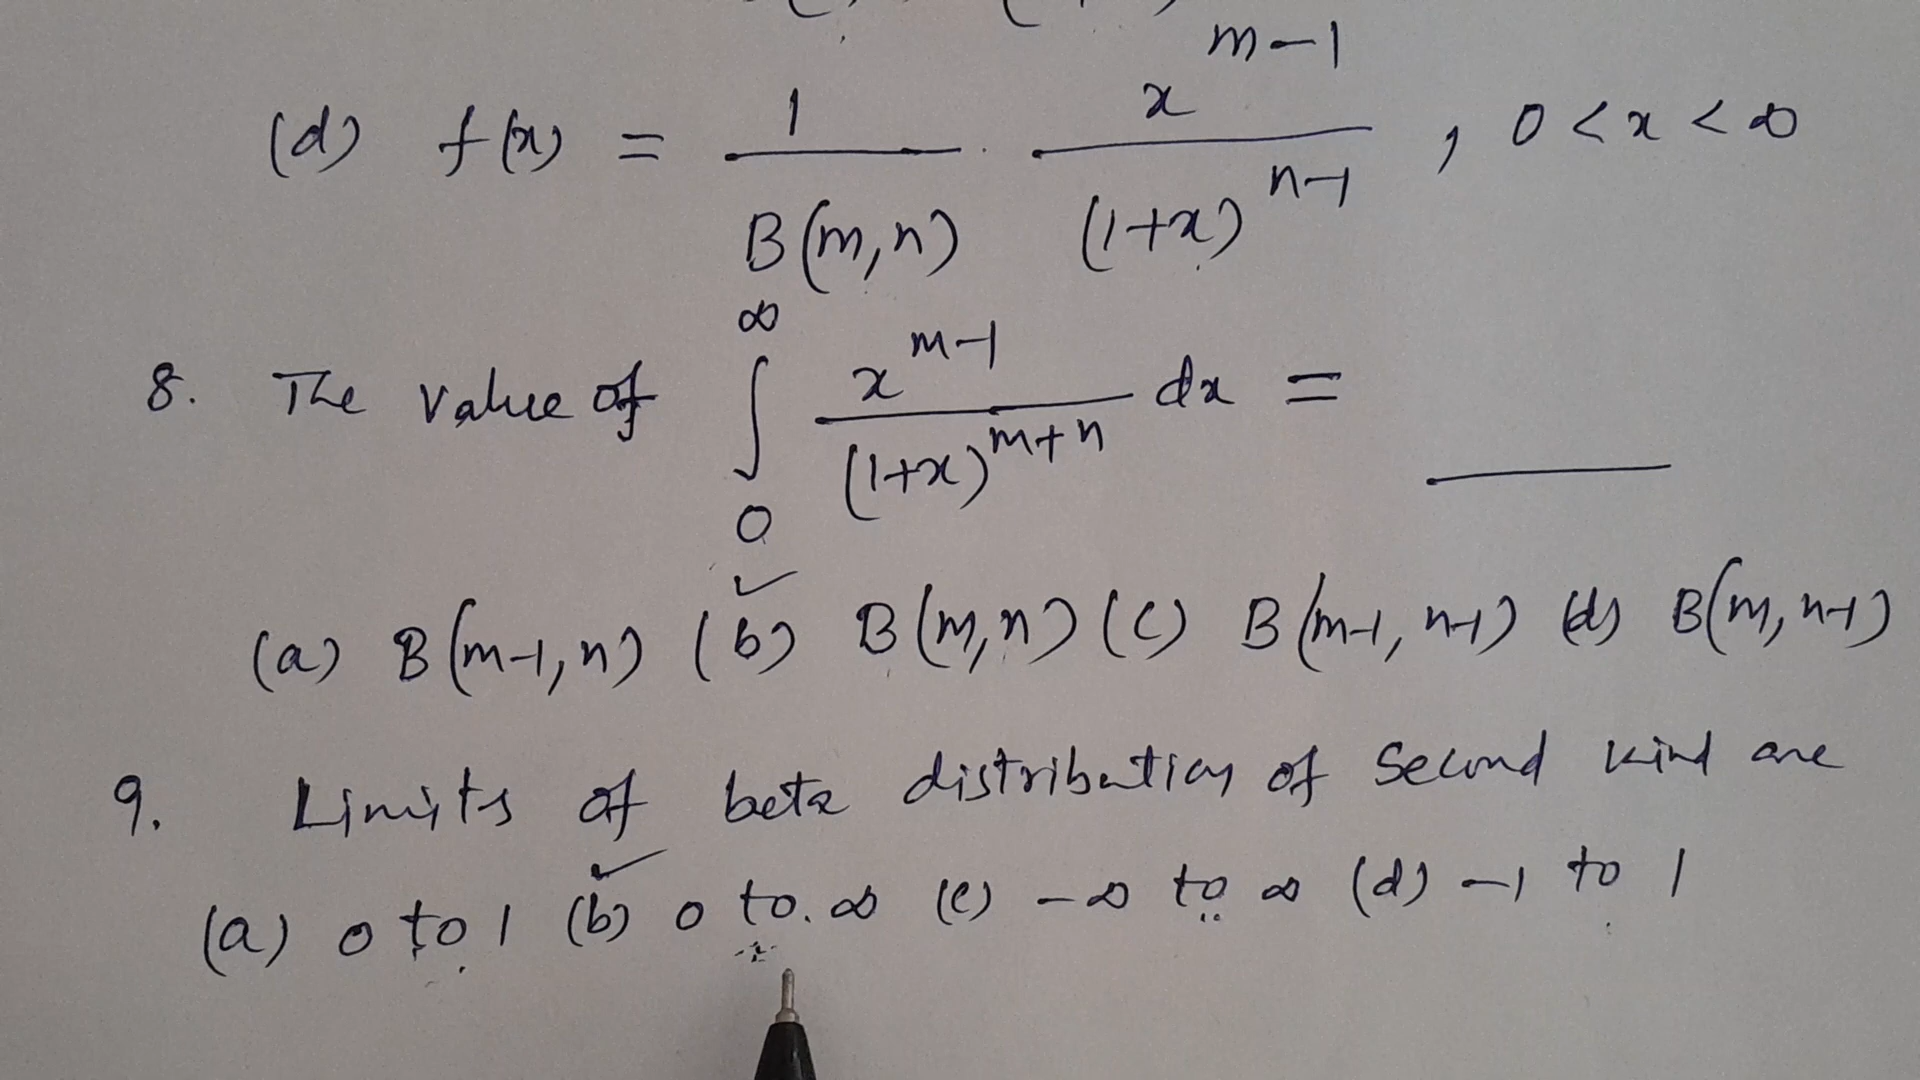 (d) f(x) = 1/B(m,n) · x^(m-1)/(1+x)^(n-1) , 0 < x < ∞
8. The value of ∫₀^∞ x^(m-1)/(1+x)^(m+n) dx = ____
(a) B(m-1,n) (b) B(m,n) (c) B(m-1, n-1) (d) B(m, n-1)
9. Limits of beta distribution of Second kind are
(a) 0 to 1 (b) 0 to ∞ (c) -∞ to ∞ (d) -1 to 1